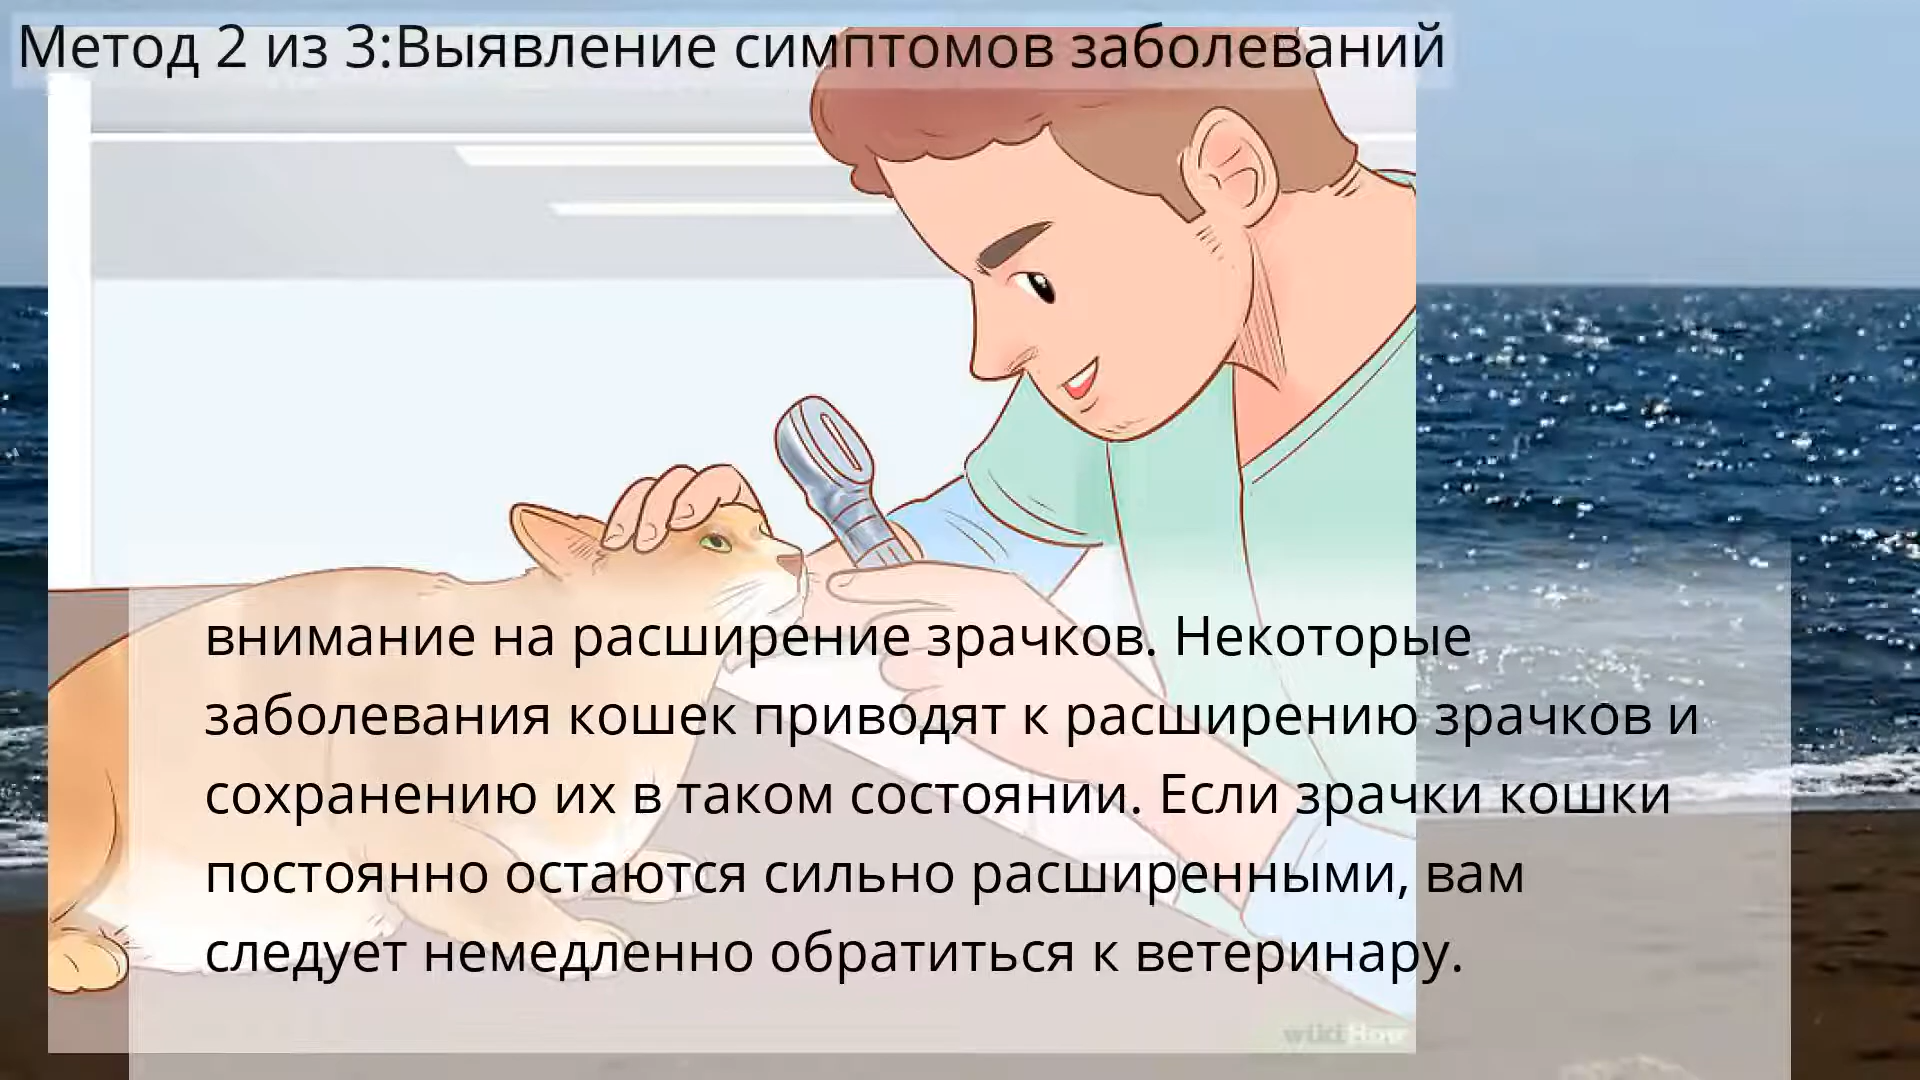 Метод 2 из 3:Выявление симптомов заболеваний
внимание на расширение зрачков. Некоторые
заболевания кошек приводят к расширению зрачков и
сохранению их в таком состоянии. Если зрачки кошки
постоянно остаются сильно расширенными, вам
следует немедленно обратиться к ветеринару.
wikiHow